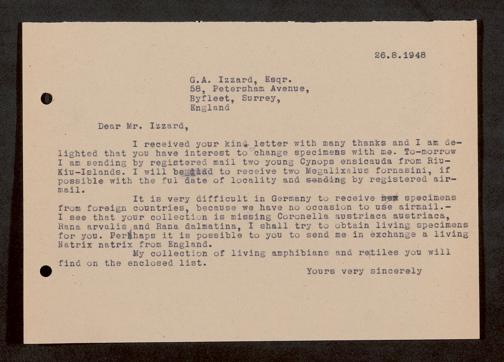 26.8.1948
G.A. Izzard, Esqr.
58, Petersham Avenue,
Byfleet, Surrey,
England
Dear Mr. Izzard,
I received your kind letter with many thanks and I am de-
lighted that you have interest to change specimens with me. To-morrow
I am sending by registered mail two young Cynops ensicauda from Riu-
Kiu-Islands. I will be glad to receive two Megalixalus fornasini, if
possible with the ful date of locality and sending by registered air-
mail.
It is very difficult in Germany to receive specimens
from foreign countries, because we have no occasion to use airmail.-
I see that your collection is missing Coronella austriaca austriaca,
Rana arvalis and Rana dalmatina, I shall try to obtain living specimens
for you. Perhaps it is possible to you to send me in exchange a living
Natrix natrix from England.
My collection of living amphibians and retiles you will
find on the enclosed list.
Yours very sincerely